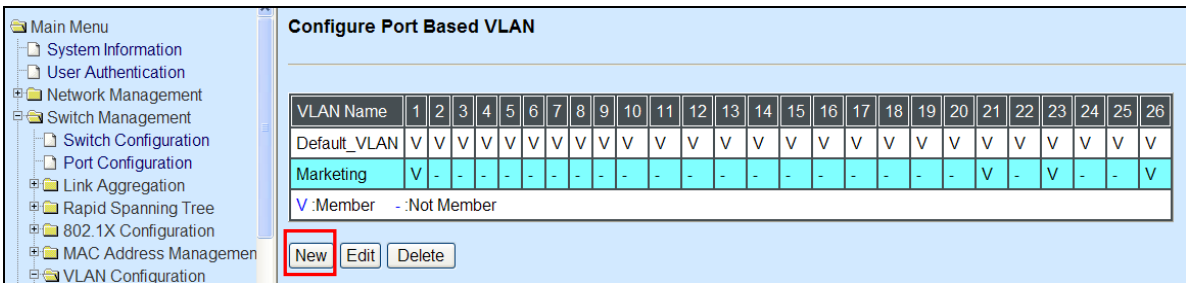 Main Menu
System Information
User Authentication
Network Management
Switch Management
Switch Configuration
Port Configuration
Link Aggregation
Rapid Spanning Tree
802.1X Configuration
MAC Address Managemen
VLAN Configuration
Configure Port Based VLAN
VLAN Name 1 2 3 4 5 6 7 8 9 10 11 12 13 14 15 16 17 18 19 20 21 22 23 24 25 26
Default_VLAN V V V V V V V V V V V V V V V V V V V V V V V V V V
Marketing V - - - - - - - - - - - - - - - - - - - V - V - - V
V :Member - :Not Member
New Edit Delete